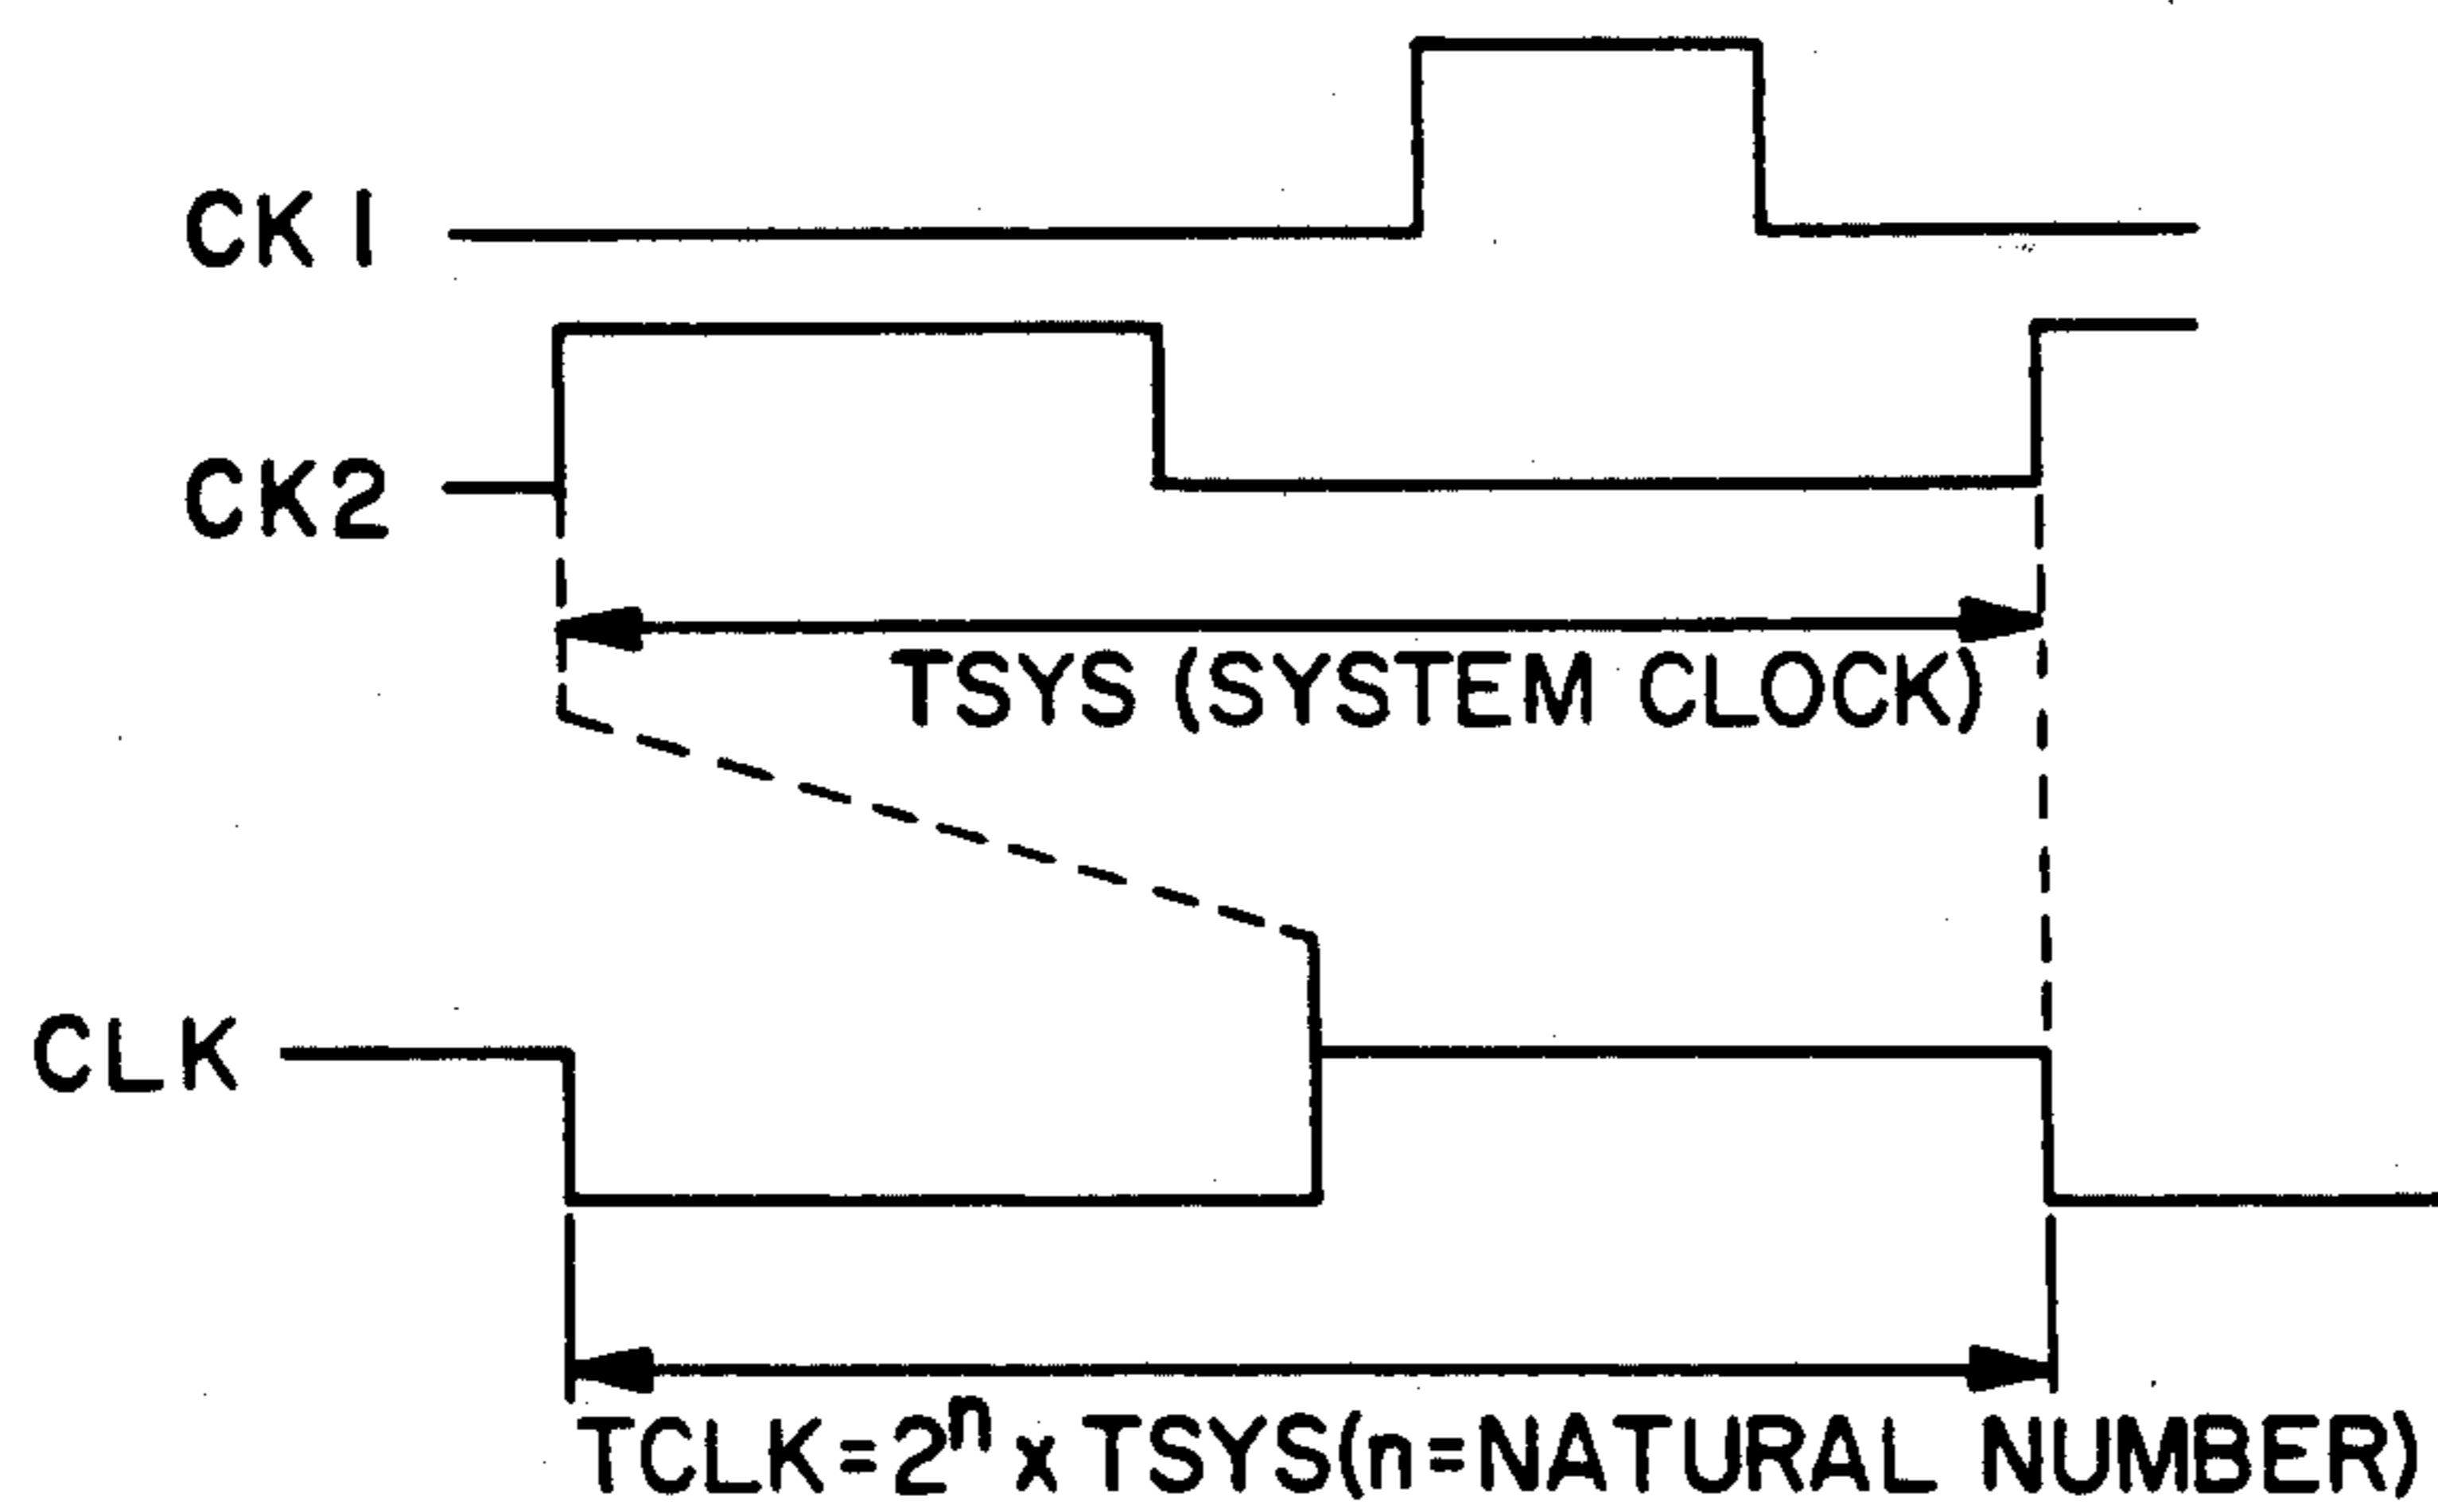 CK1
CK2
TSYS (SYSTEM CLOCK)
CLK
TCLK=2ⁿ x TSYS(n=NATURAL NUMBER)